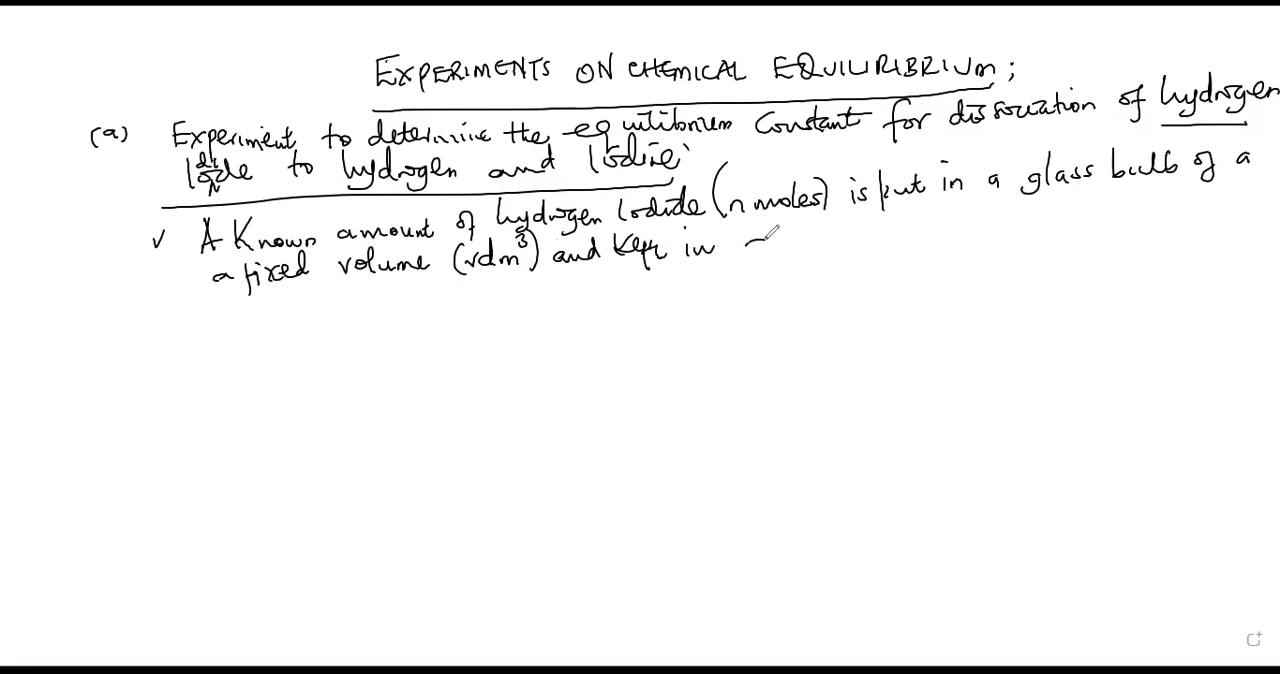 EXPERIMENTS ON CHEMICAL EQUILIRIBRIUM;
(a) Experiment to determine the equilibrium Constant for dissociation of hydrogen
Iodide to hydrogen and Iodine.
✓ A Known amount of hydrogen Iodide (n moles) is put in a glass bulb of a
a fixed volume (vdm³) and Kept in a